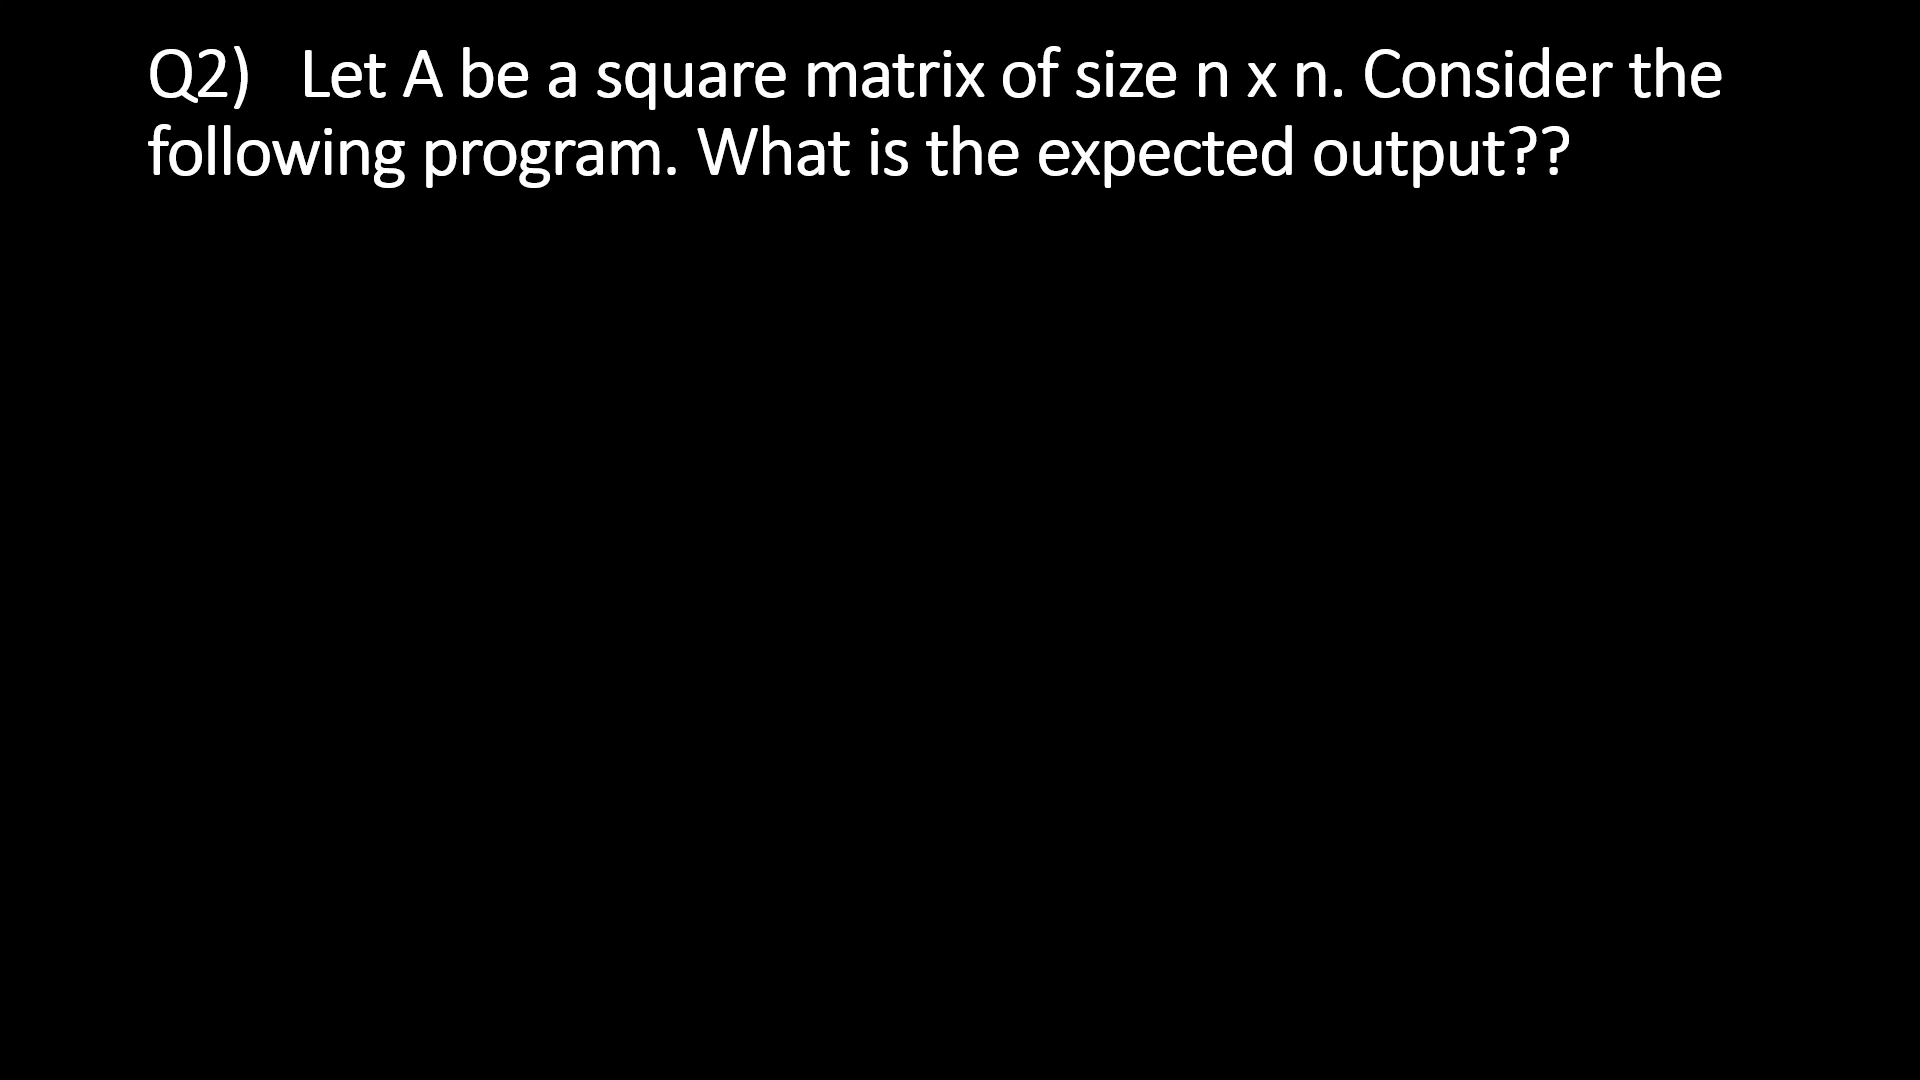 Q2) Let A be a square matrix of size n x n. Consider the
following program. What is the expected output??